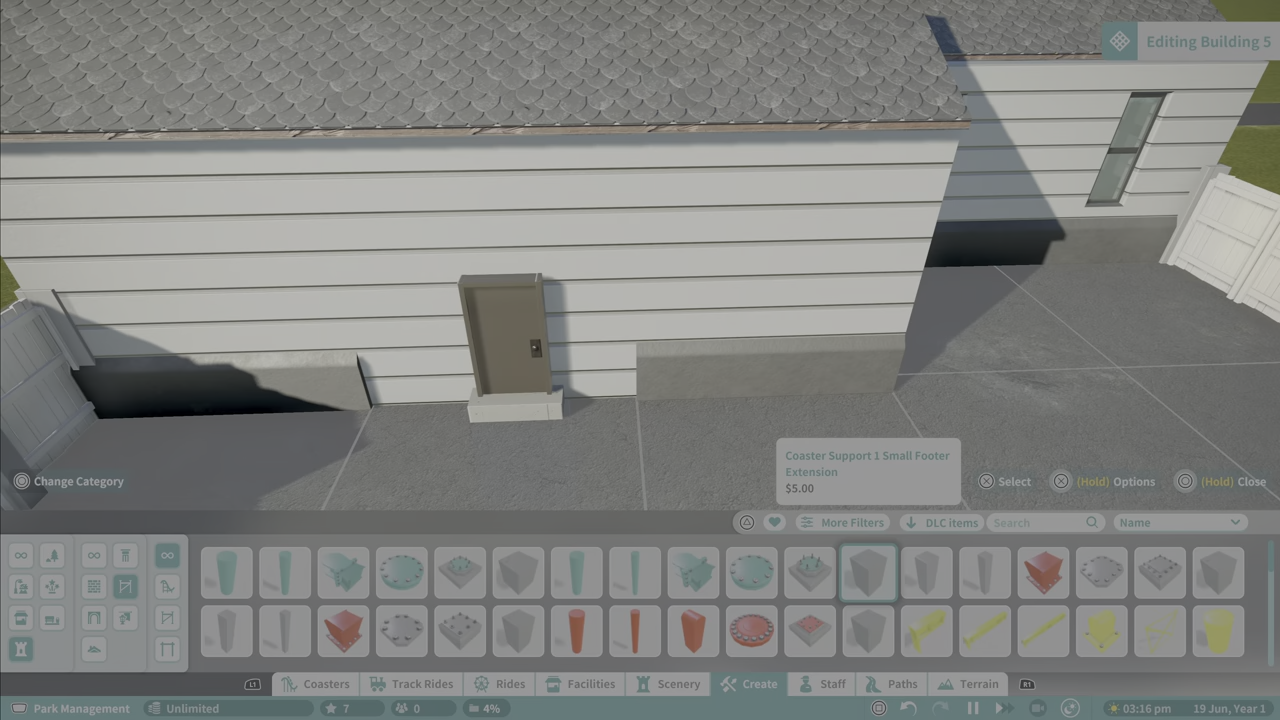 Editing Building 5
Coaster Support 1 Small Footer
Extension
$5.00
Change Category
Select
(Hold) Options
(Hold) Close
More Filters
DLC items
Search
Name
L1
Coasters
Track Rides
Rides
Facilities
Scenery
Create
Staff
Paths
Terrain
R1
Park Management
Unlimited
7
0
4%
03:16 pm
19 Jun, Year 1